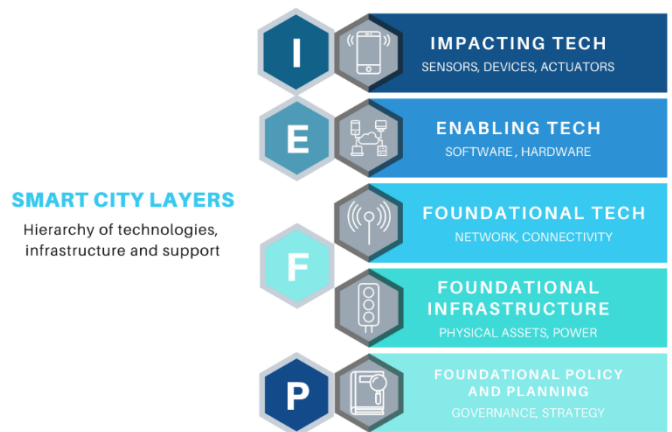 I
IMPACTING TECH
SENSORS, DEVICES, ACTUATORS
E
ENABLING TECH
SOFTWARE , HARDWARE
SMART CITY LAYERS
Hierarchy of technologies,
infrastructure and support
F
FOUNDATIONAL TECH
NETWORK, CONNECTIVITY
FOUNDATIONAL
INFRASTRUCTURE
PHYSICAL ASSETS, POWER
P
FOUNDATIONAL POLICY
AND PLANNING
GOVERNANCE, STRATEGY